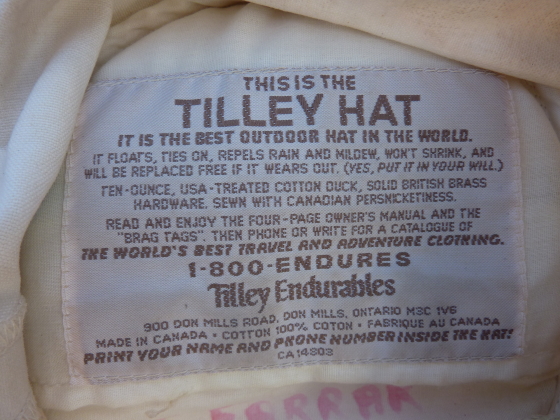 THIS IS THE
TILLEY HAT
IT IS THE BEST OUTDOOR HAT IN THE WORLD.
IT FLOATS, TIES ON, REPELS RAIN AND MILDEW, WON'T SHRINK, AND
WILL BE REPLACED FREE IF IT WEARS OUT. (YES, PUT IT IN YOUR WILL.)
TEN-OUNCE, USA-TREATED COTTON DUCK, SOLID BRITISH BRASS
HARDWARE. SEWN WITH CANADIAN PERSNICKETINESS.
READ AND ENJOY THE FOUR-PAGE OWNER'S MANUAL AND THE
"BRAG TAGS". THEN PHONE OR WRITE FOR A CATALOGUE OF
THE WORLD'S BEST TRAVEL AND ADVENTURE CLOTHING.
1-800-ENDURES
Tilley Endurables
900 DON MILLS ROAD, DON MILLS, ONTARIO M3C 1V6
MADE IN CANADA • COTTON 100% COTON • FABRIQUE AU CANADA
PRINT YOUR NAME AND PHONE NUMBER INSIDE THE HAT!
CA 14803